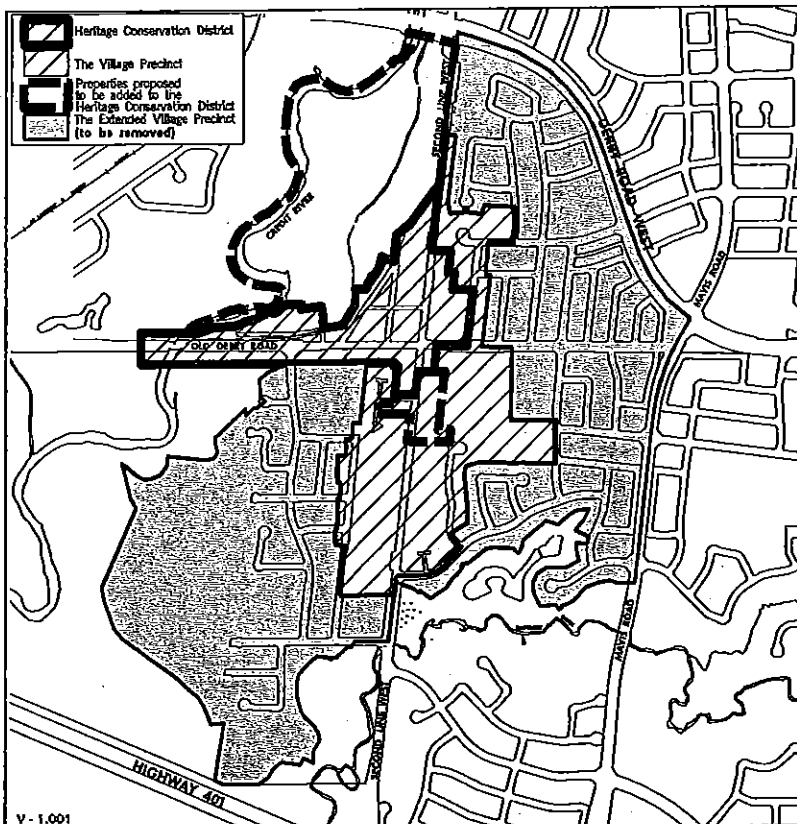 Heritage Conservation District
The Village Precinct
Properties proposed
to be added to the
Heritage Conservation District
The Extended Village Precinct
(to be removed)
SECOND LINE WEST
DERRY ROAD WEST
CREDIT RIVER
MAVIS ROAD
OLD DERRY ROAD
MAVIS ROAD
SECOND LINE WEST
HIGHWAY 401
V - 1.001